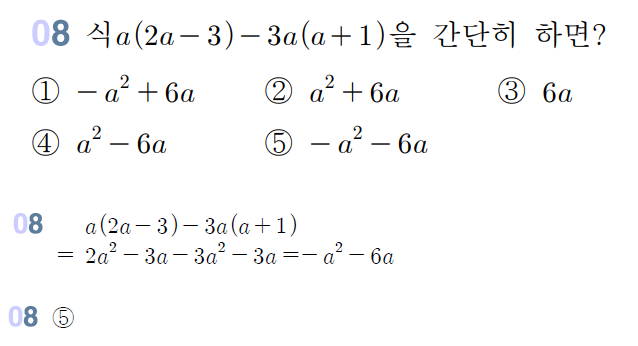 08 식 a(2a-3)-3a(a+1)을 간단히 하면?
① -a²+6a ② a²+6a ③ 6a
④ a²-6a ⑤ -a²-6a
08 a(2a-3)-3a(a+1)
= 2a²-3a-3a²-3a=-a²-6a
08 ⑤